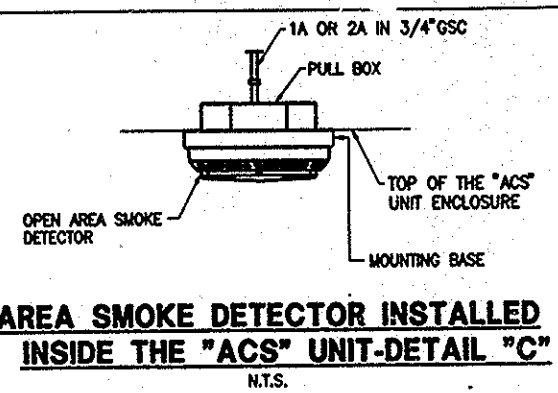 1A OR 2A IN 3/4"GSC
PULL BOX
TOP OF THE "ACS"
UNIT ENCLOSURE
OPEN AREA SMOKE
DETECTOR
MOUNTING BASE
AREA SMOKE DETECTOR INSTALLED
INSIDE THE "ACS" UNIT-DETAIL "C"
N.T.S.